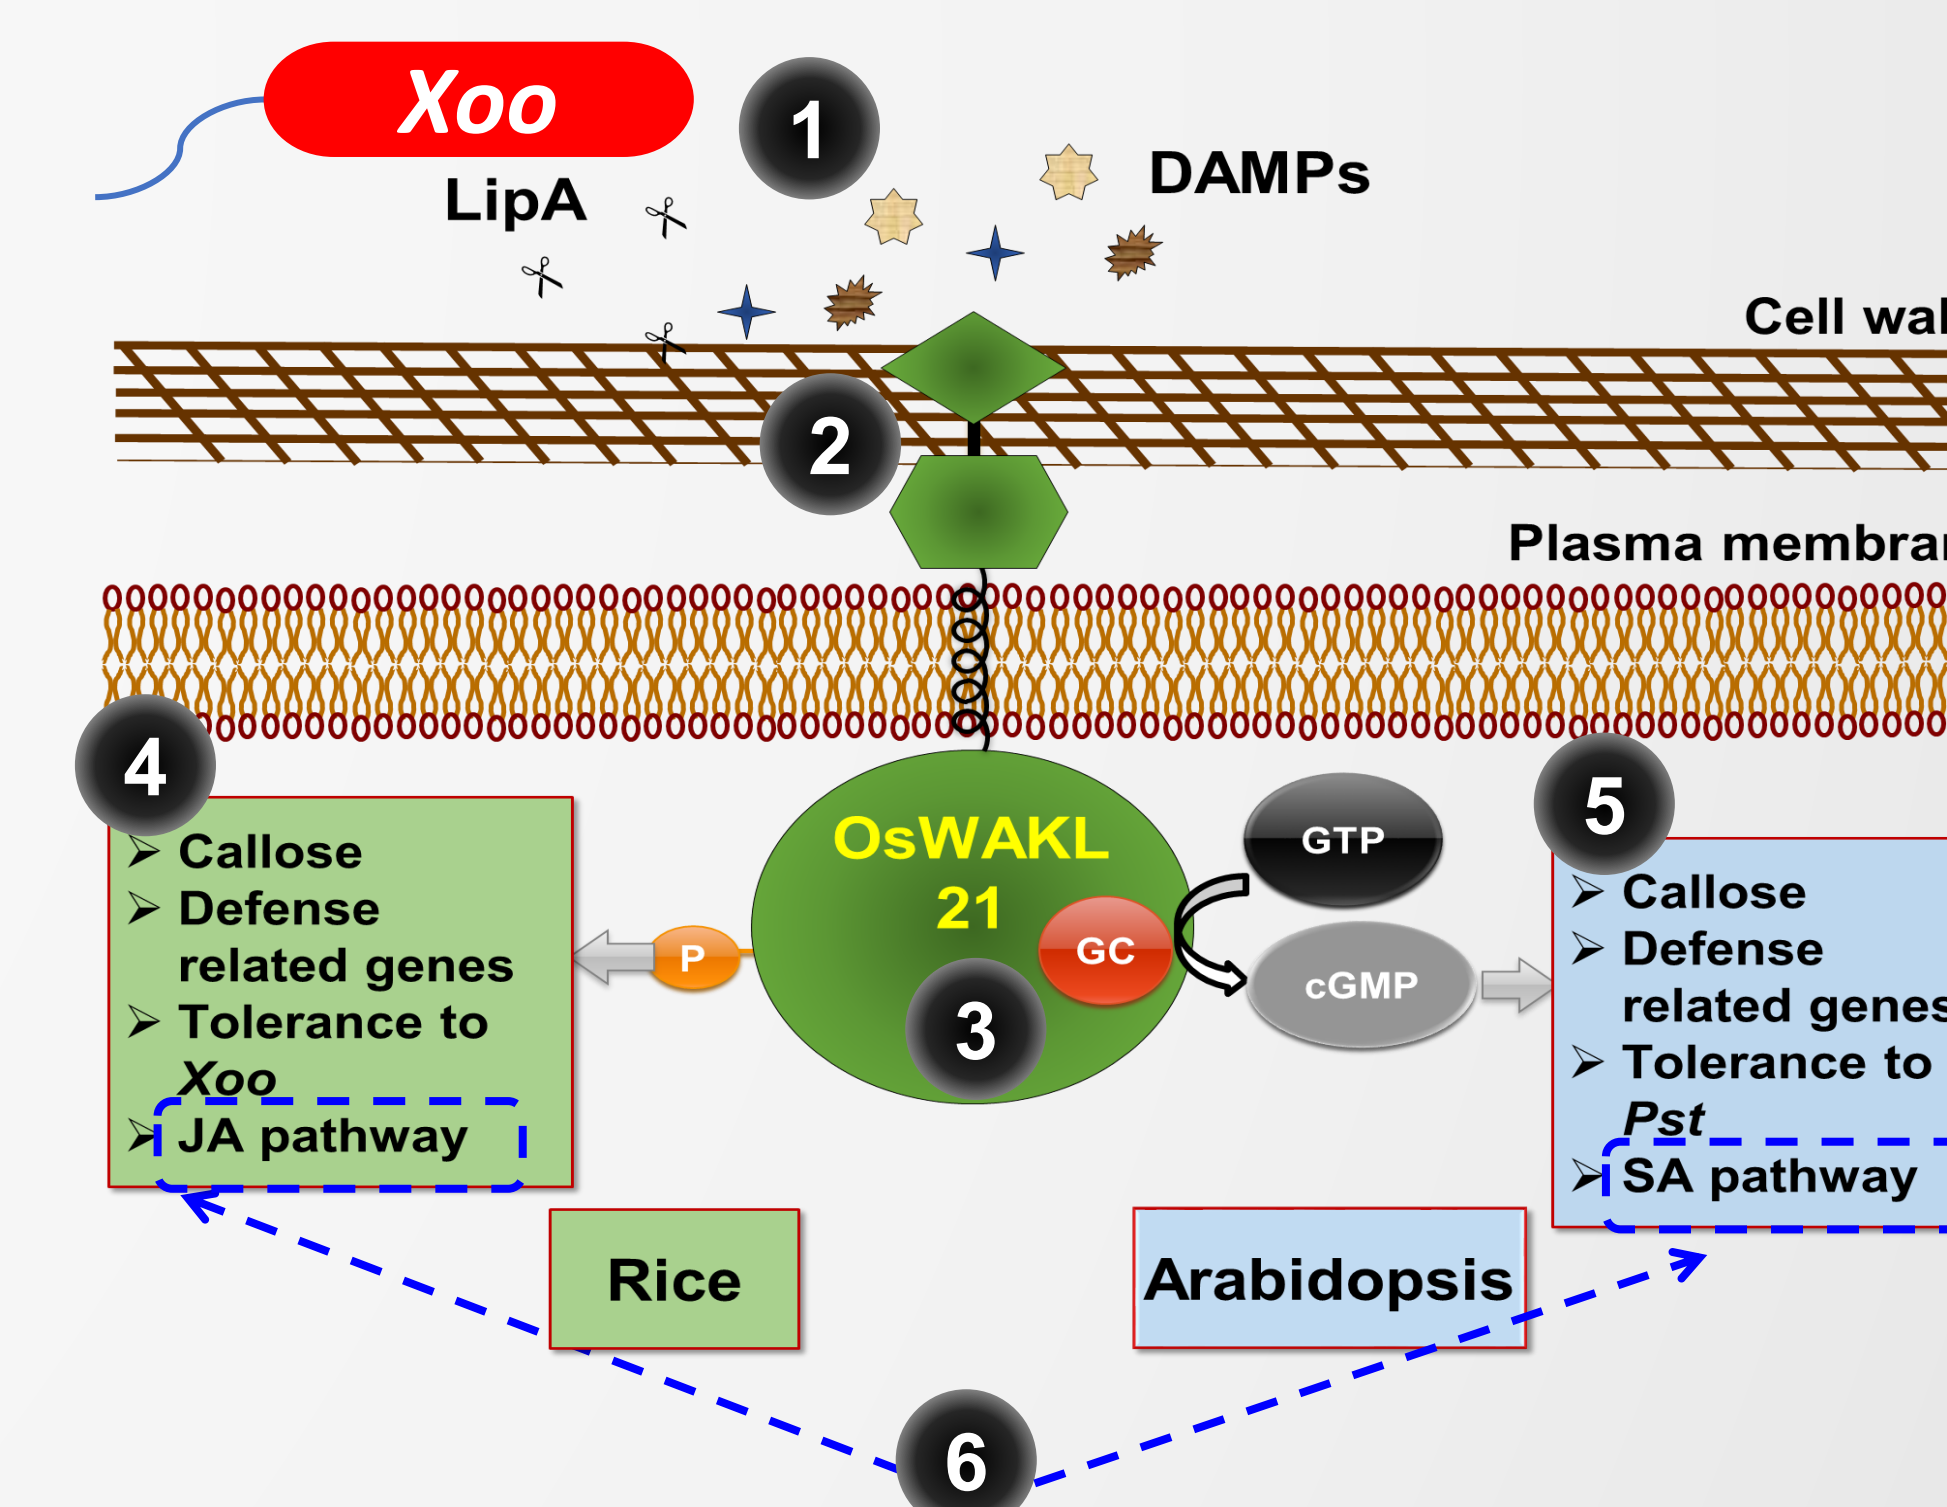 Xoo
1
LipA
DAMPs
Cell wal
2
Plasma membra
4
Callose
Defense
related genes
Tolerance to
Xoo
JA pathway
P
OsWAKL
21
GC
3
GTP
cGMP
5
Callose
Defense
related genes
Tolerance to
Pst
SA pathway
Rice
Arabidopsis
6